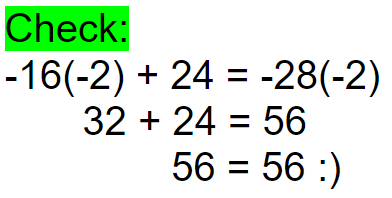 Check:
-16(-2) + 24 = -28(-2)
32 + 24 = 56
56 = 56 :)